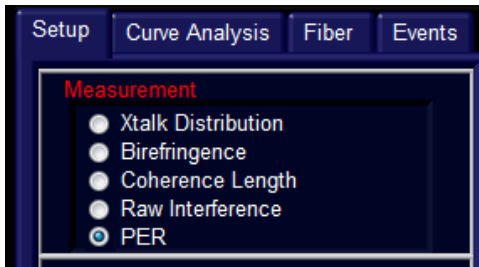 Setup Curve Analysis Fiber Events
Measurement
Xtalk Distribution
Birefringence
Coherence Length
Raw Interference
PER